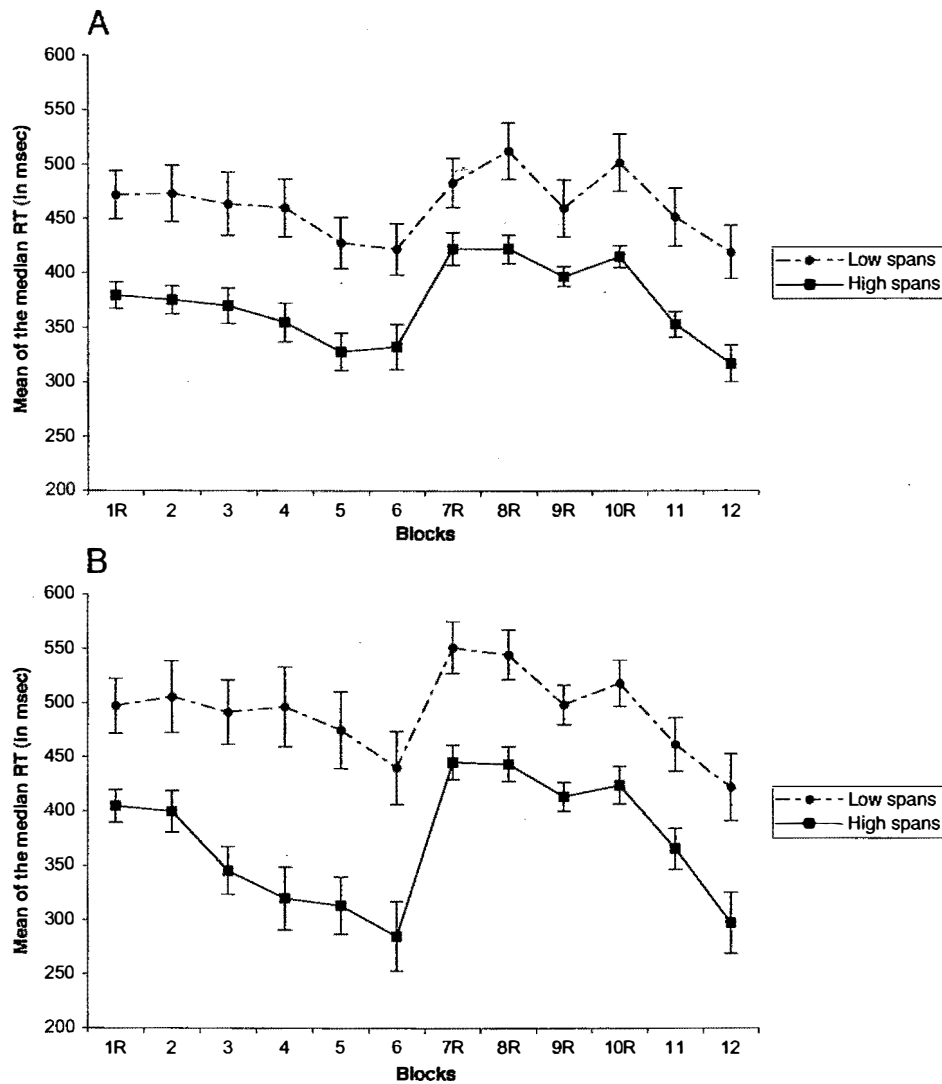 A
Mean of the median RT (in msec)
600
550
500
450
400
350
300
250
200
1R 2 3 4 5 6 7R 8R 9R 10R 11 12
Blocks
Low spans
High spans
B
Mean of the median RT (in msec)
600
550
500
450
400
350
300
250
200
1R 2 3 4 5 6 7R 8R 9R 10R 11 12
Blocks
Low spans
High spans